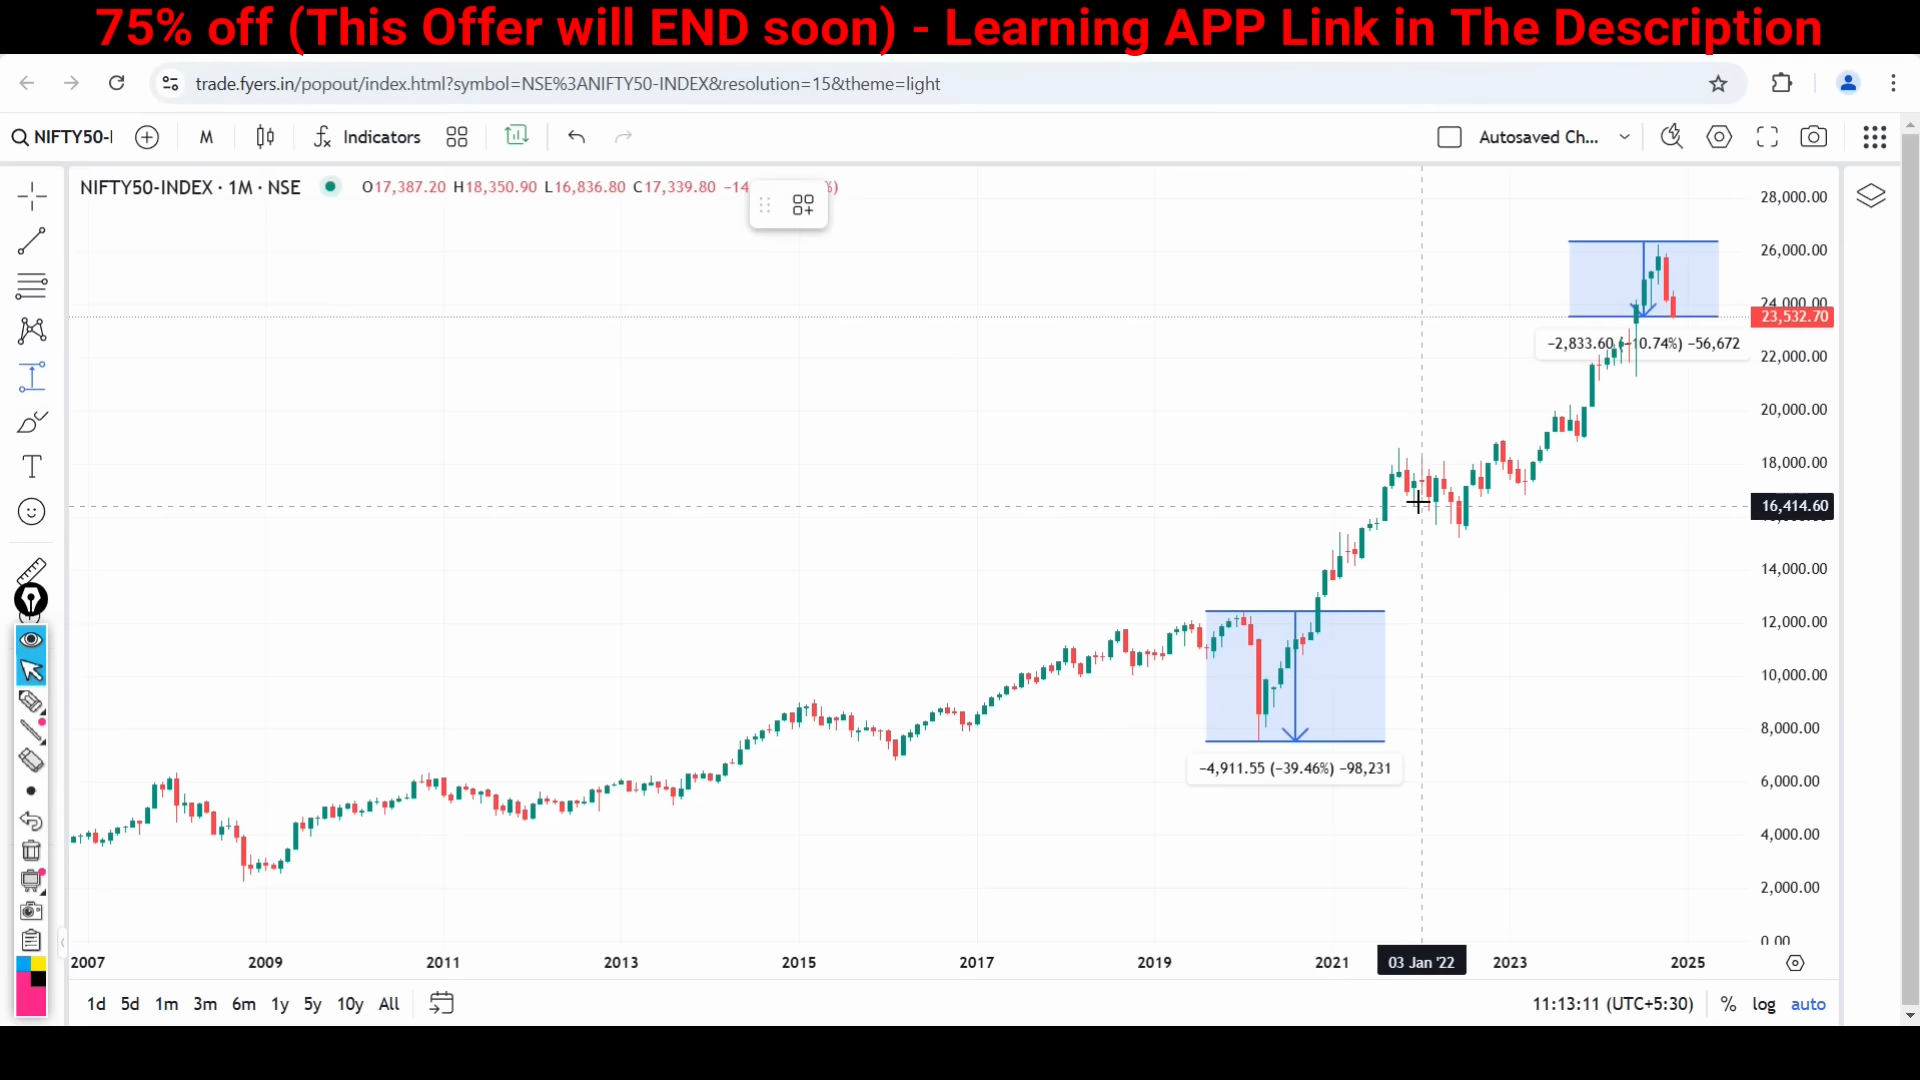 75% off (This Offer will END soon) - Learning APP Link in The Description
trade.fyers.in/popout/index.html?symbol=NSE%3ANIFTY50-INDEX&resolution=15&theme=light
NIFTY50-I
M
Indicators
Autosaved Ch...
NIFTY50-INDEX · 1M · NSE
O17,387.20 H18,350.90 L16,836.80 C17,339.80 −14
%)
28,000.00
26,000.00
24,000.00
23,532.70
−2,833.60 (−10.74%) −56,672
22,000.00
20,000.00
18,000.00
16,414.60
14,000.00
12,000.00
10,000.00
8,000.00
−4,911.55 (−39.46%) −98,231
6,000.00
4,000.00
2,000.00
0.00
2007 2009 2011 2013 2015 2017 2019 2021 03 Jan '22 2023 2025
1d 5d 1m 3m 6m 1y 5y 10y All
11:13:11 (UTC+5:30) % log auto